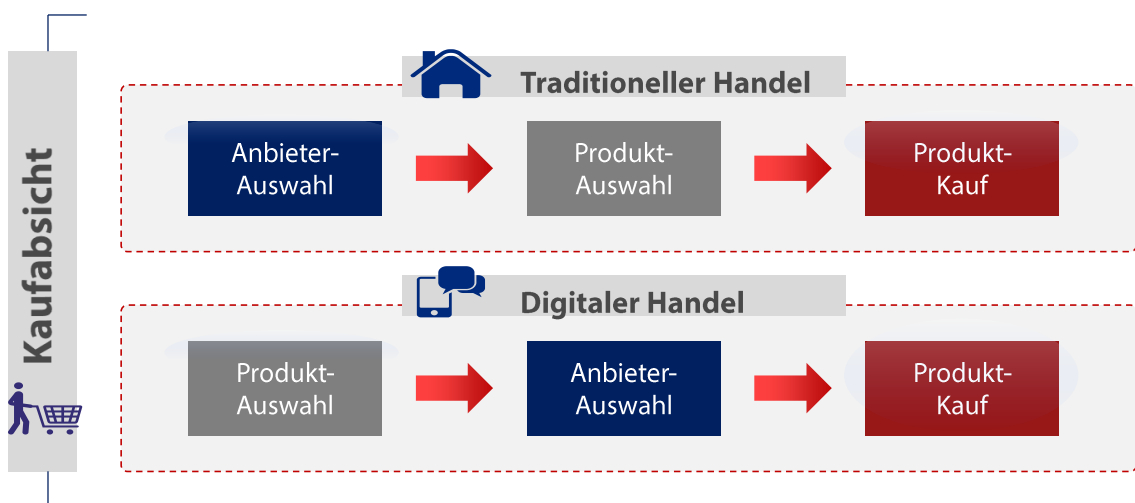 Kaufabsicht
Traditioneller Handel
Anbieter-
Auswahl
Produkt-
Auswahl
Produkt-
Kauf
Digitaler Handel
Produkt-
Auswahl
Anbieter-
Auswahl
Produkt-
Kauf